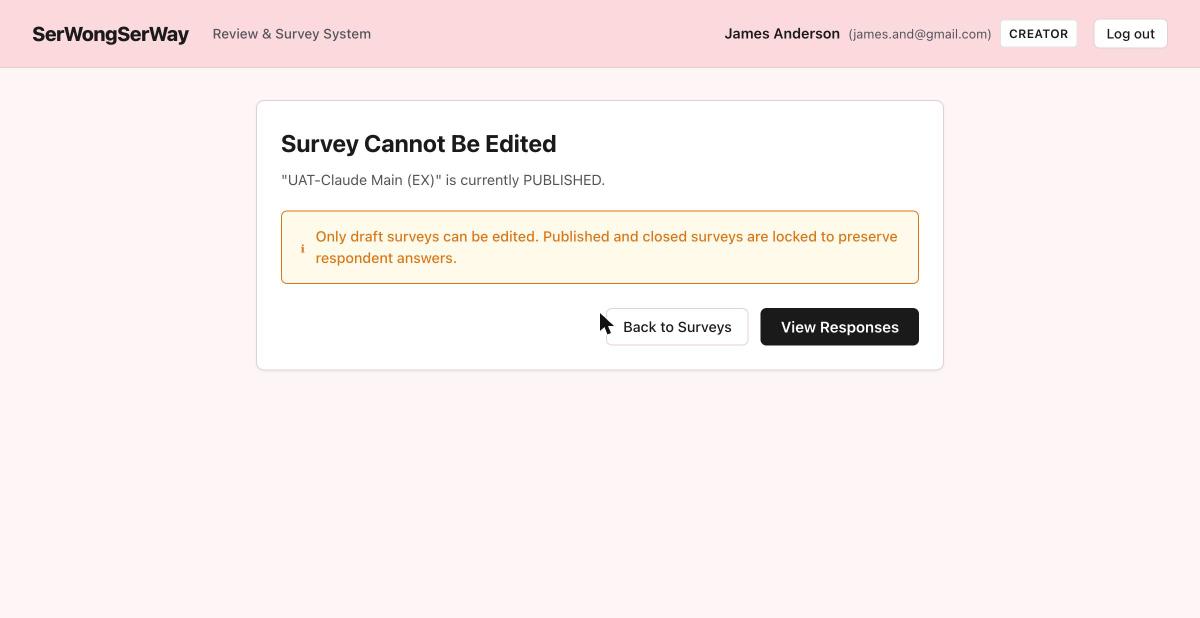 SerWongSerWay
Review & Survey System
James Anderson (james.and@gmail.com) CREATOR
Log out
Survey Cannot Be Edited
"UAT-Claude Main (EX)" is currently PUBLISHED.
i
Only draft surveys can be edited. Published and closed surveys are locked to preserve
respondent answers.
Back to Surveys
View Responses